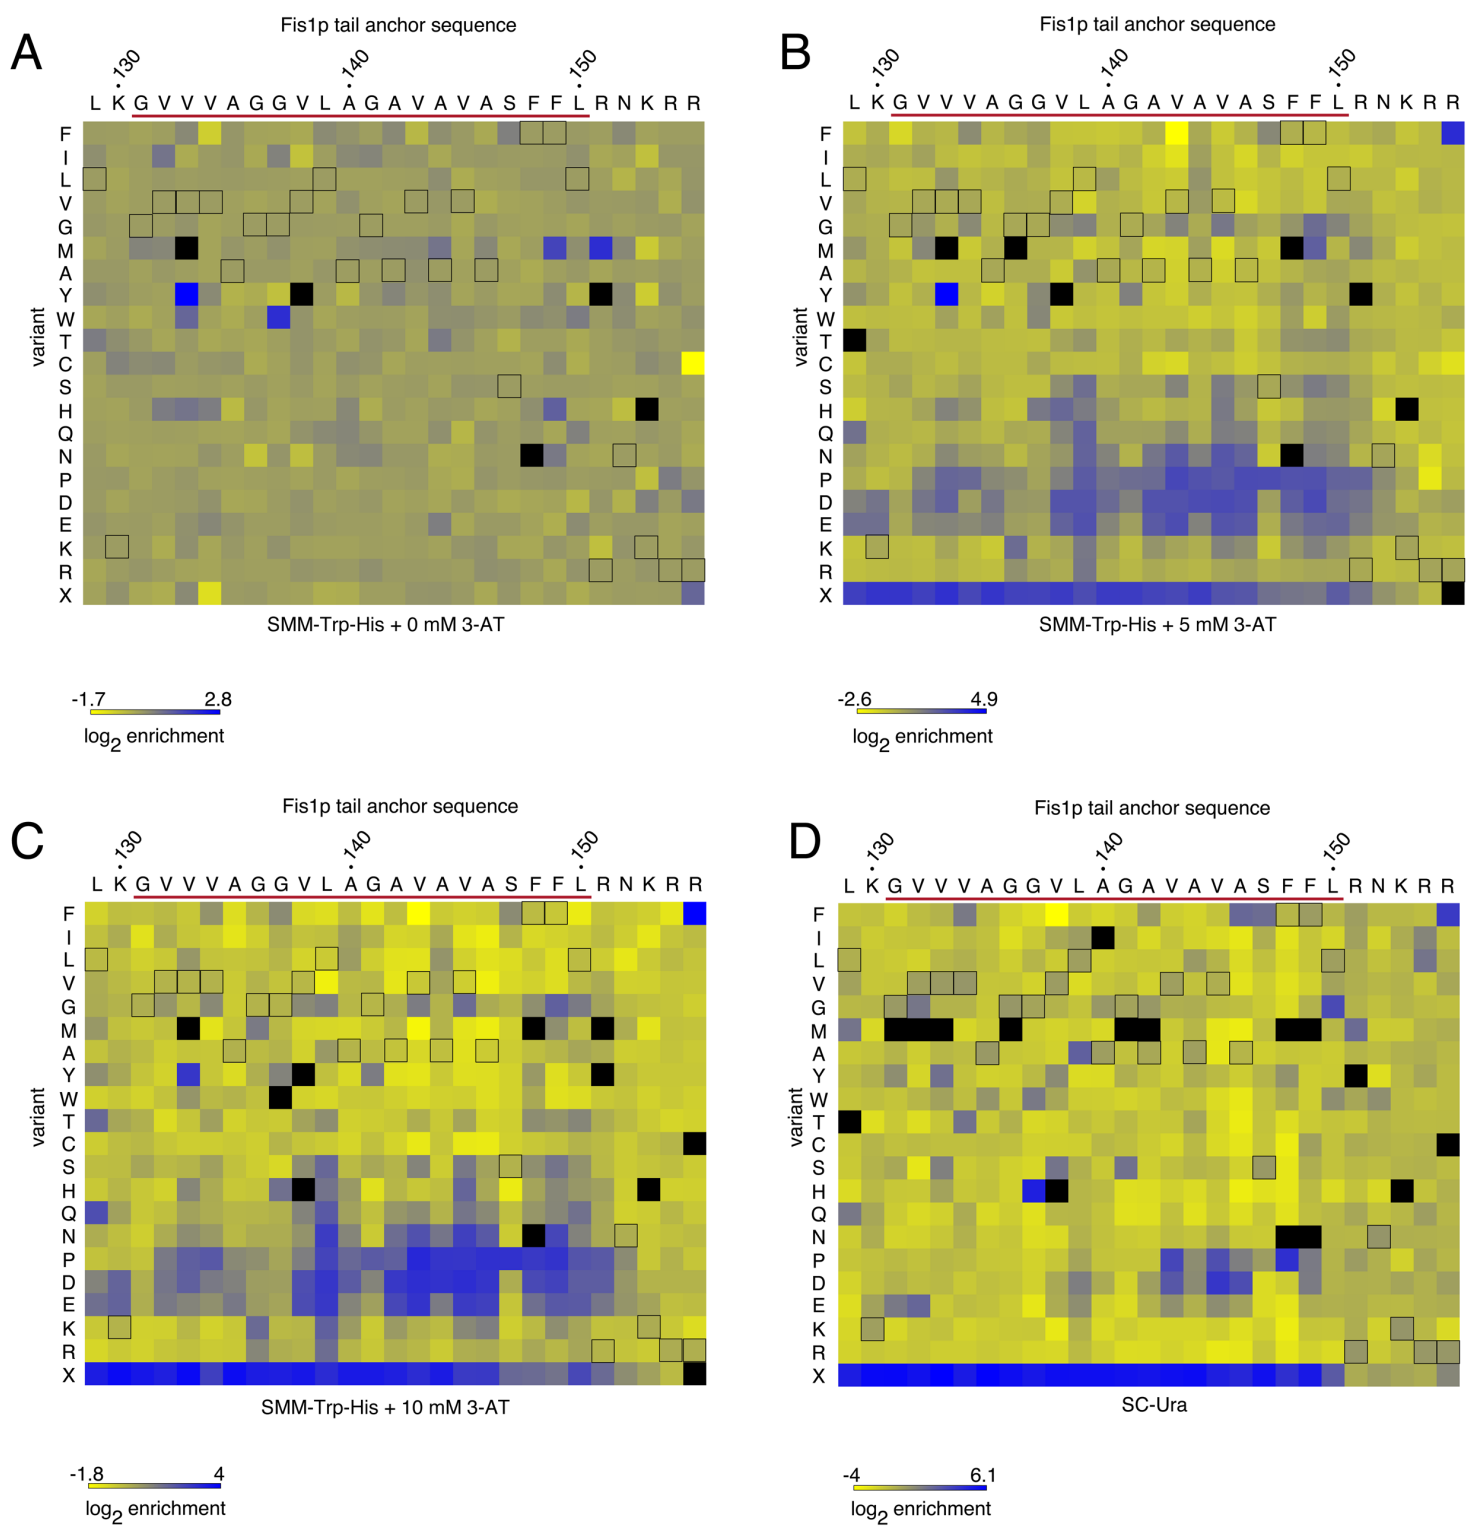 A
Fis1p tail anchor sequence
130 140 150
L K G V V V A G G V L A G A V A V A S F F L R N K R R
variant
F
I
L
V
G
M
A
Y
W
T
C
S
H
Q
N
P
D
E
K
R
X
SMM-Trp-His + 0 mM 3-AT
-1.7 2.8
log2 enrichment
B
Fis1p tail anchor sequence
130 140 150
L K G V V V A G G V L A G A V A V A S F F L R N K R R
variant
F
I
L
V
G
M
A
Y
W
T
C
S
H
Q
N
P
D
E
K
R
X
SMM-Trp-His + 5 mM 3-AT
-2.6 4.9
log2 enrichment
C
Fis1p tail anchor sequence
130 140 150
L K G V V V A G G V L A G A V A V A S F F L R N K R R
variant
F
I
L
V
G
M
A
Y
W
T
C
S
H
Q
N
P
D
E
K
R
X
SMM-Trp-His + 10 mM 3-AT
-1.8 4
log2 enrichment
D
Fis1p tail anchor sequence
130 140 150
L K G V V V A G G V L A G A V A V A S F F L R N K R R
variant
F
I
L
V
G
M
A
Y
W
T
C
S
H
Q
N
P
D
E
K
R
X
SC-Ura
-4 6.1
log2 enrichment